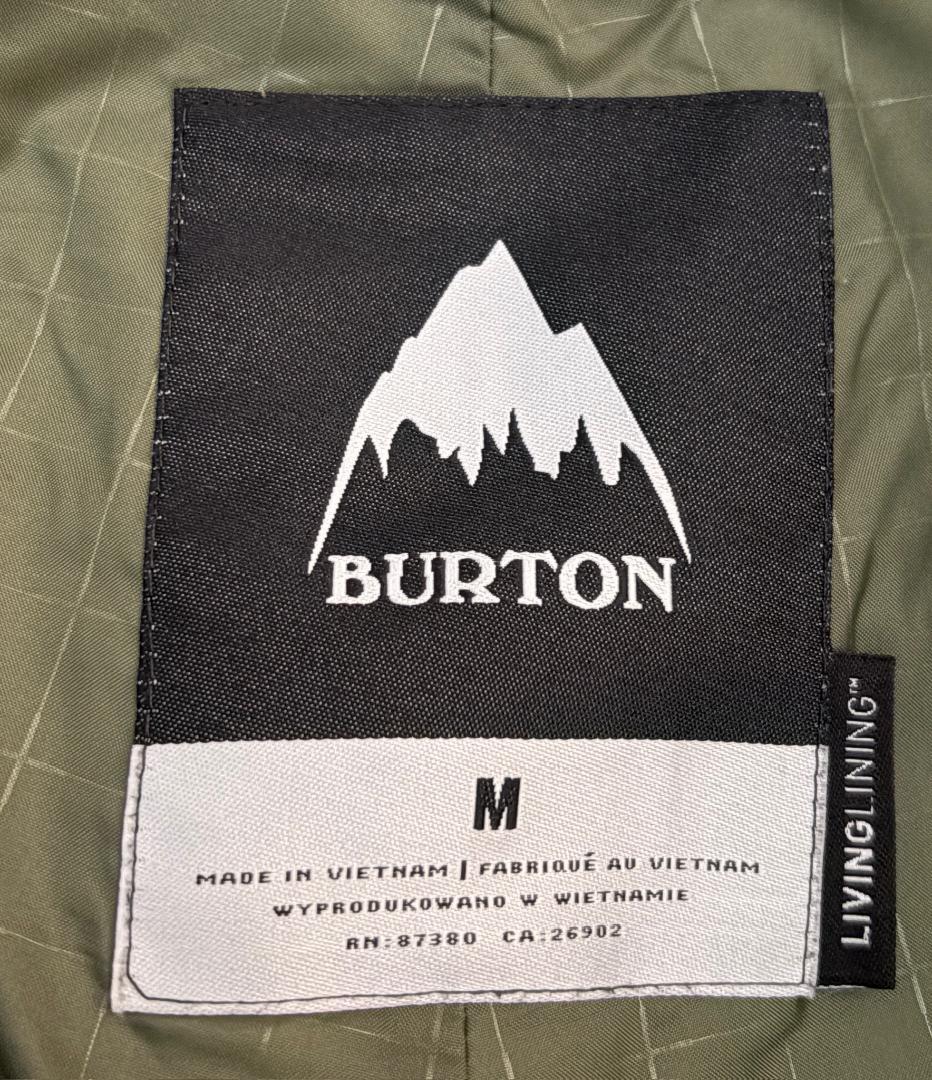 BURTON
M
MADE IN VIETNAM | FABRIQUÉ AU VIETNAM
WYPRODUKOWANO W WIETNAMIE
RN:87380 CA:26902
LIVINGLINING™